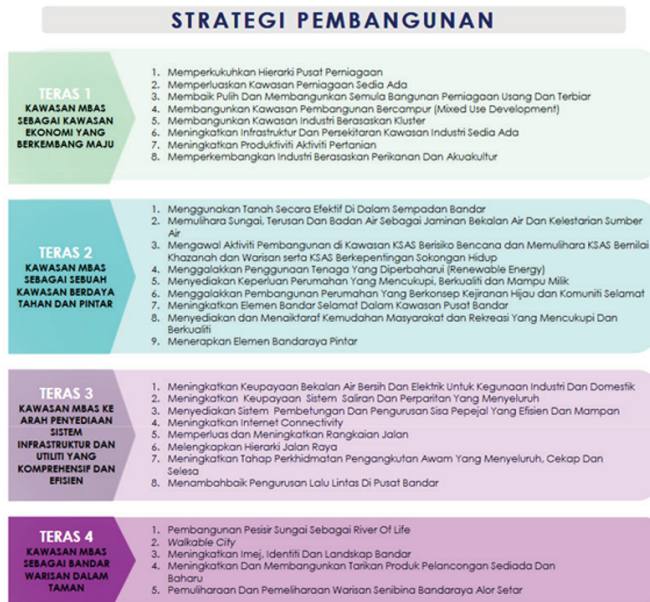 STRATEGI PEMBANGUNAN
TERAS 1
KAWASAN MBAS
SEBAGAI KAWASAN
EKONOMI YANG
BERKEMBANG MAJU
1. Memperkukuhkan Hierarki Pusat Perniagaan
2. Memperluaskan Kawasan Perniagaan Sedia Ada
3. Membaik Pulih Dan Membangunkan Semula Bangunan Perniagaan Usang Dan Terbiar
4. Membangunkan Kawasan Pembangunan Bercampur (Mixed Use Development)
5. Membangunkan Kawasan Industri Berasaskan Kluster
6. Meningkatkan Infrastruktur Dan Persekitaran Kawasan Industri Sedia Ada
7. Meningkatkan Produktiviti Aktiviti Pertanian
8. Memperkembangkan Industri Berasaskan Perikanan Dan Akuakultur
TERAS 2
KAWASAN MBAS
SEBAGAI SEBUAH
KAWASAN BERDAYA
TAHAN DAN PINTAR
1. Menggunakan Tanah Secara Efektif Di Dalam Sempadan Bandar
2. Memulihara Sungai, Terusan Dan Badan Air Sebagai Jaminan Bekalan Air Dan Kelestarian Sumber
Air
3. Mengawal Aktiviti Pembangunan di Kawasan KSAS Berisiko Bencana dan Memulihara KSAS Bernilai
Khazanah dan Warisan serta KSAS Berkepentingan Sokongan Hidup
4. Menggalakkan Penggunaan Tenaga Yang Diperbaharui (Renewable Energy)
5. Menyediakan Keperluan Perumahan Yang Mencukupi, Berkualiti dan Mampu Milik
6. Menggalakkan Pembangunan Perumahan Yang Berkonsep Kejiranan Hijau dan Komuniti Selamat
7. Meningkatkan Elemen Bandar Selamat Dalam Kawasan Pusat Bandar
8. Menyediakan dan Menaiktaraf Kemudahan Masyarakat dan Rekreasi Yang Mencukupi Dan
Berkualiti
9. Menerapkan Elemen Bandaraya Pintar
TERAS 3
KAWASAN MBAS KE
ARAH PENYEDIAAN
SISTEM
INFRASTRUKTUR DAN
UTILITI YANG
KOMPREHENSIF DAN
EFISIEN
1. Meningkatkan Keupayaan Bekalan Air Bersih Dan Elektrik Untuk Kegunaan Industri Dan Domestik
2. Meningkatkan Keupayaan Sistem Saliran Dan Perparitan Yang Menyeluruh
3. Menyediakan Sistem Pembetungan Dan Pengurusan Sisa Pepejal Yang Efisien Dan Mampan
4. Meningkatkan Internet Connectivity
5. Memperluas dan Meningkatkan Rangkaian Jalan
6. Melengkapkan Hierarki Jalan Raya
7. Meningkatkan Tahap Perkhidmatan Pengangkutan Awam Yang Menyeluruh, Cekap Dan
Selesa
8. Menambahbaik Pengurusan Lalu Lintas Di Pusat Bandar
TERAS 4
KAWASAN MBAS
SEBAGAI BANDAR
WARISAN DALAM
TAMAN
1. Pembangunan Pesisir Sungai Sebagai River Of Life
2. Walkable City
3. Meningkatkan Imej, Identiti Dan Landskap Bandar
4. Meningkatkan Dan Membangunkan Tarikan Produk Pelancongan Sediada Dan
Baharu
5. Pemuliharaan Dan Pemeliharaan Warisan Senibina Bandaraya Alor Setar